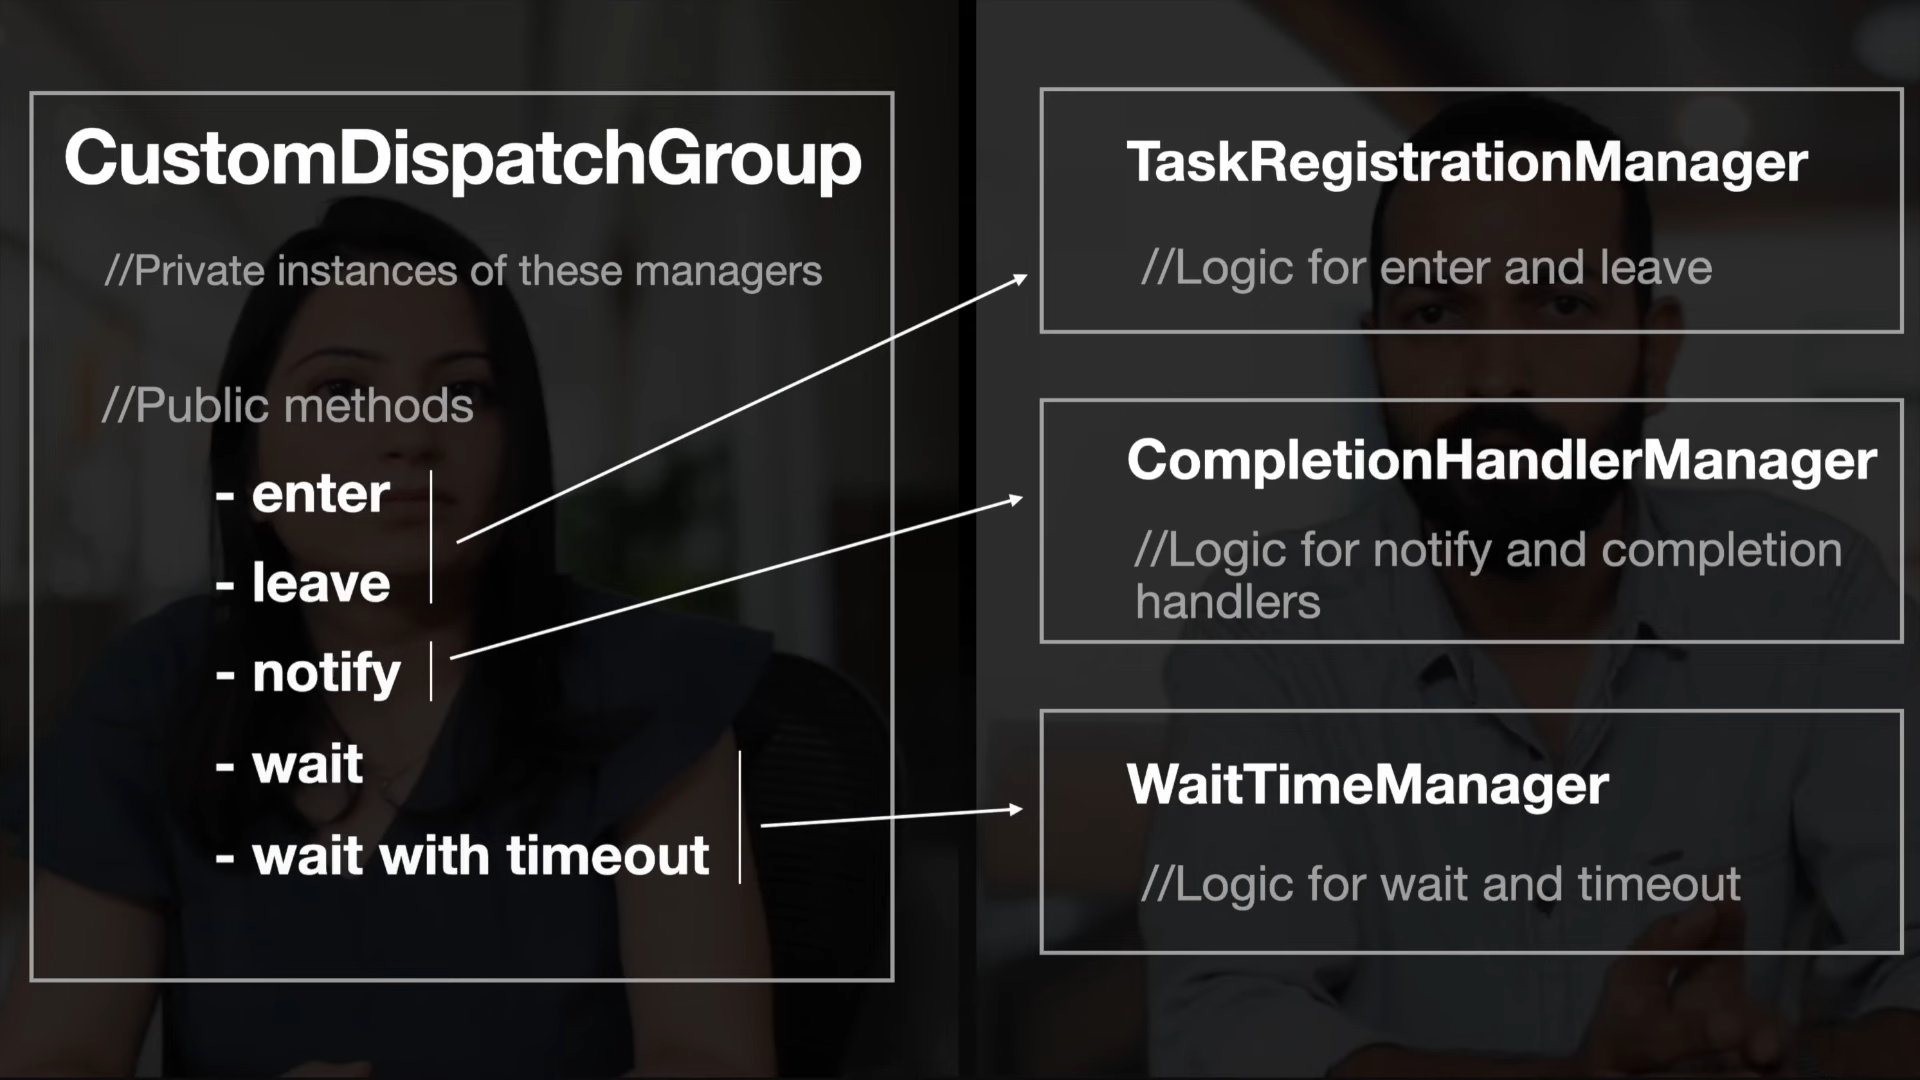 CustomDispatchGroup
//Private instances of these managers
//Public methods
- enter
- leave
- notify
- wait
- wait with timeout
TaskRegistrationManager
//Logic for enter and leave
CompletionHandlerManager
//Logic for notify and completion
handlers
WaitTimeManager
//Logic for wait and timeout